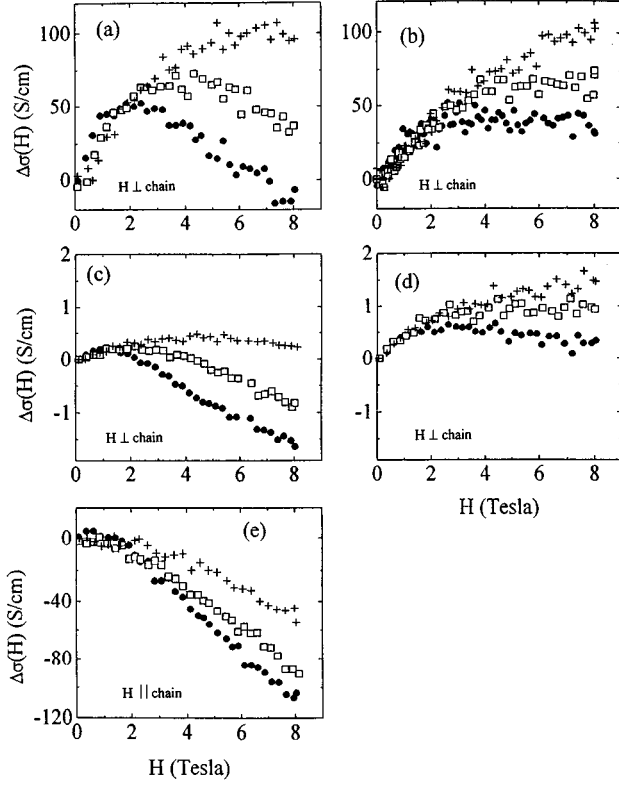 (a)
100
50
0
Δσ(H) (S/cm)
H ⊥ chain
0 2 4 6 8
(b)
100
50
0
H ⊥ chain
0 2 4 6 8
(c)
2
1
0
-1
Δσ(H) (S/cm)
H ⊥ chain
0 2 4 6 8
(d)
2
1
0
-1
H ⊥ chain
0 2 4 6 8
H (Tesla)
(e)
0
-40
-80
-120
Δσ(H) (S/cm)
H || chain
0 2 4 6 8
H (Tesla)